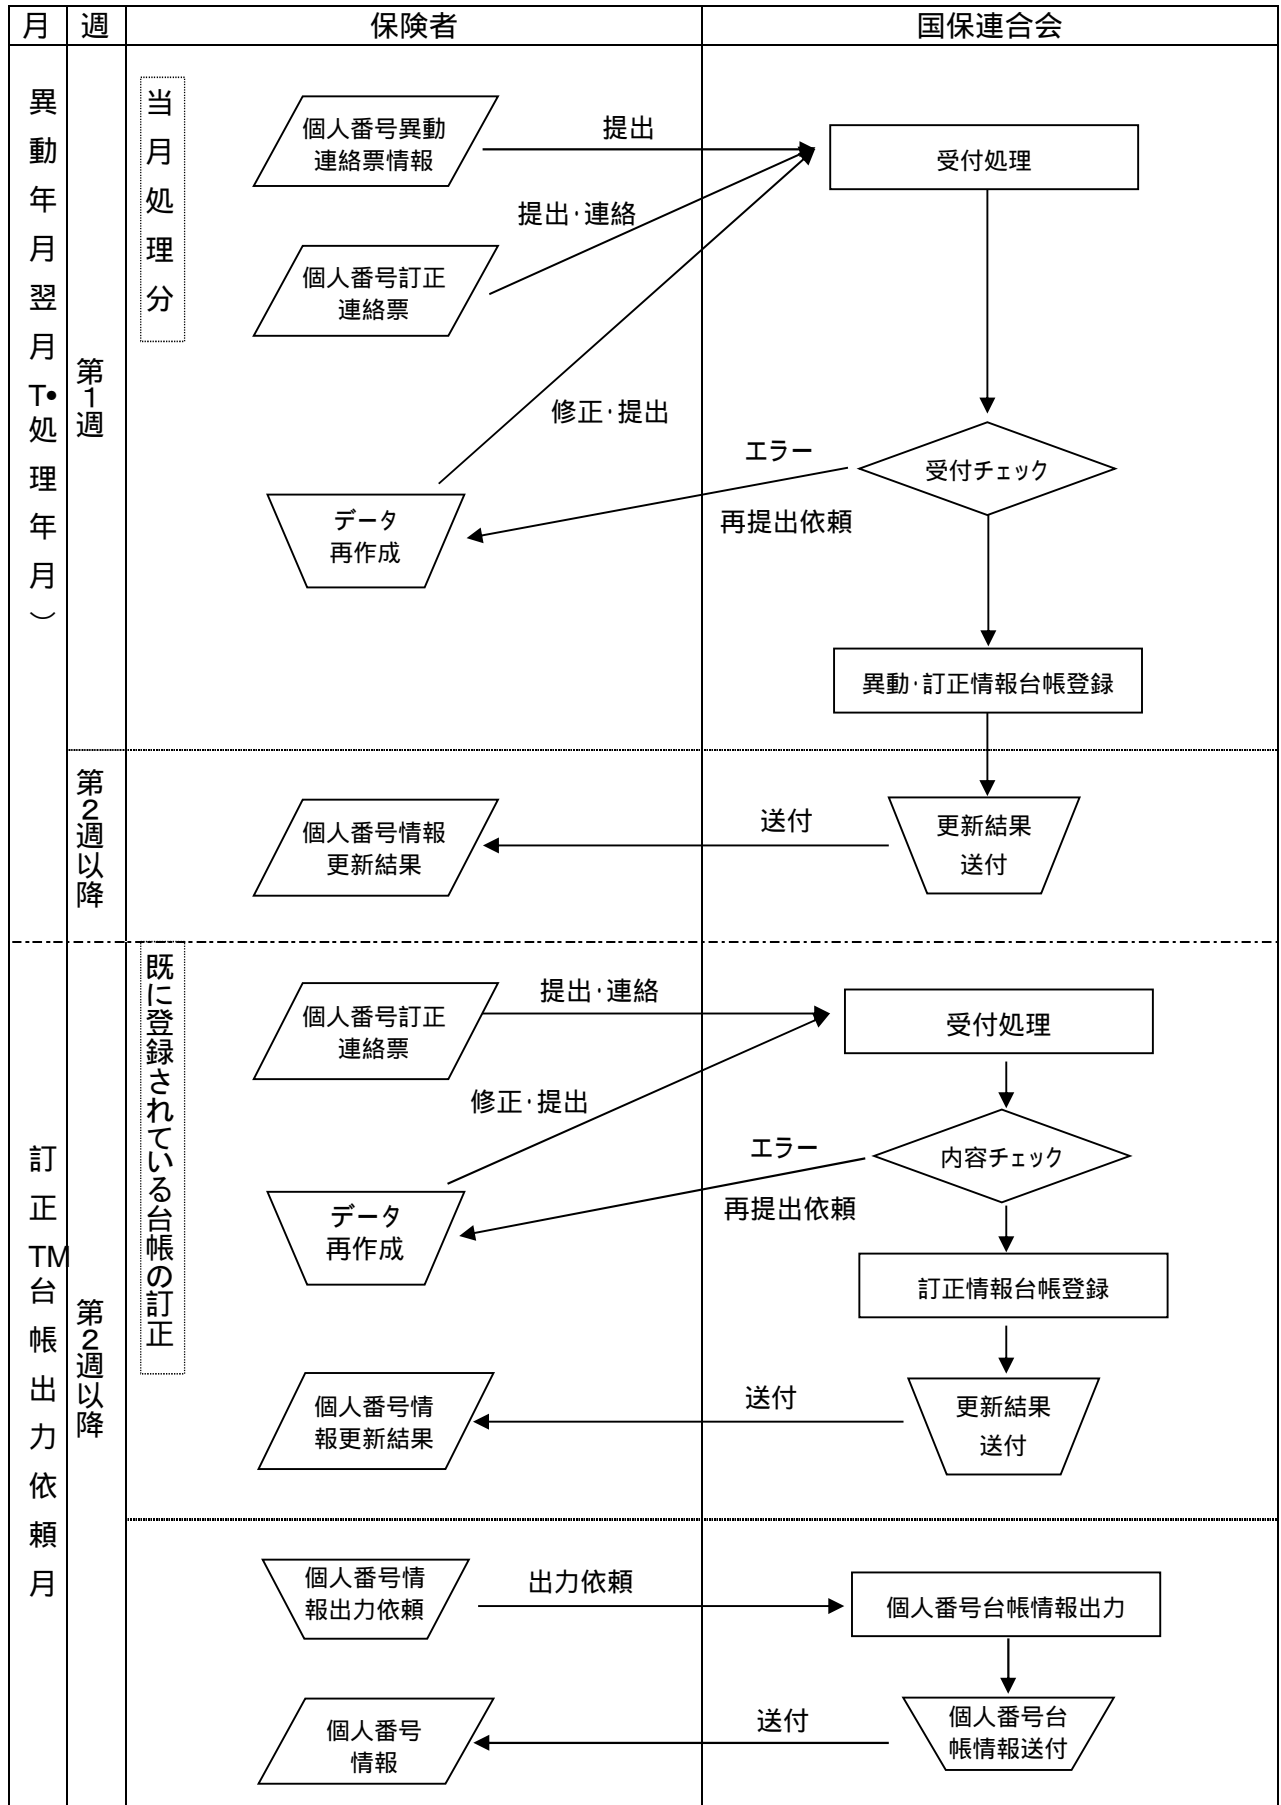 月
週
保険者
国保連合会
異動年月翌月T•処理年月）
第1週
当月処理分
個人番号異動
連絡票情報
提出
受付処理
提出・連絡
個人番号訂正
連絡票
修正・提出
エラー
受付チェック
再提出依頼
データ
再作成
異動・訂正情報台帳登録
第2週以降
個人番号情報
更新結果
送付
更新結果
送付
訂正TM台帳出力依頼月
第2週以降
既に登録されている台帳の訂正
個人番号訂正
連絡票
提出・連絡
受付処理
修正・提出
エラー
内容チェック
再提出依頼
データ
再作成
訂正情報台帳登録
個人番号情
報更新結果
送付
更新結果
送付
個人番号情
報出力依頼
出力依頼
個人番号台帳情報出力
個人番号
情報
送付
個人番号台
帳情報送付